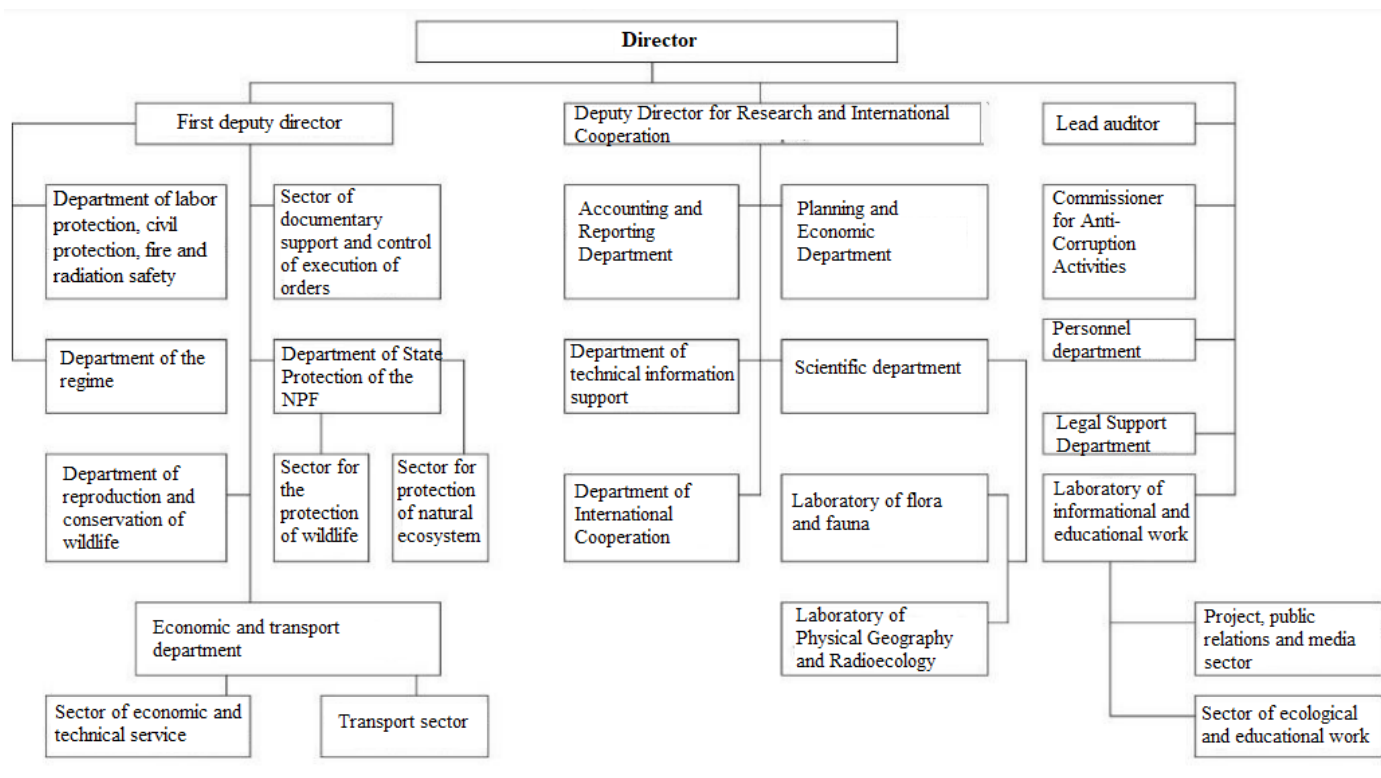 Director
First deputy director
Deputy Director for Research and International
Cooperation
Lead auditor
Department of labor
protection, civil
protection, fire and
radiation safety
Sector of
documentary
support and control
of execution of
orders
Accounting and
Reporting
Department
Planning and
Economic
Department
Commissioner
for Anti-
Corruption
Activities
Department of the
regime
Department of State
Protection of the
NPF
Department of
technical information
support
Scientific department
Personnel
department
Legal Support
Department
Department of
reproduction and
conservation of
wildlife
Sector for
the
protection
of wildlife
Sector for
protection
of natural
ecosystem
Department of
International
Cooperation
Laboratory of flora
and fauna
Laboratory of
informational and
educational work
Economic and transport
department
Laboratory of
Physical Geography
and Radioecology
Project, public
relations and media
sector
Sector of economic and
technical service
Transport sector
Sector of ecological
and educational work